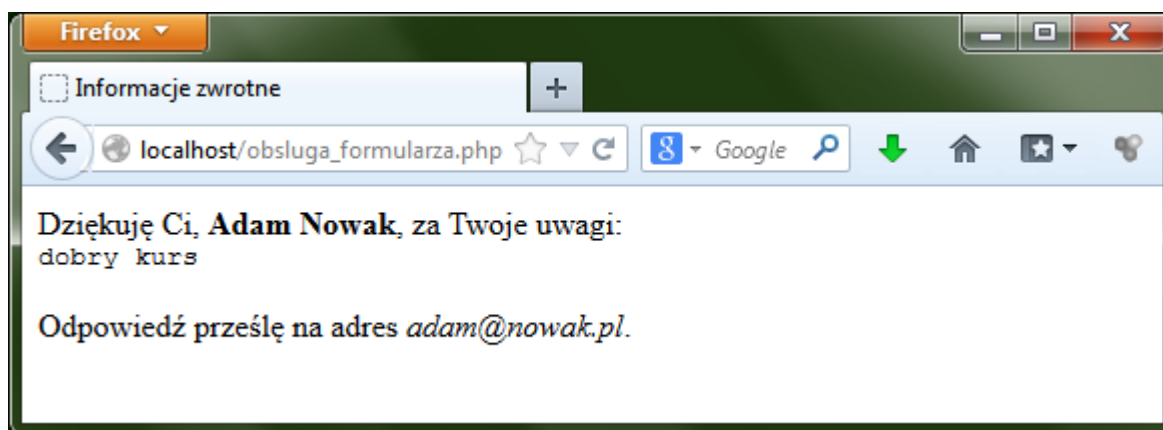 Firefox
Informacje zwrotne
localhost/obsluga_formularza.php
8 Google
Dziękuję Ci, Adam Nowak, za Twoje uwagi:
dobry kurs
Odpowiedź prześlę na adres adam@nowak.pl.